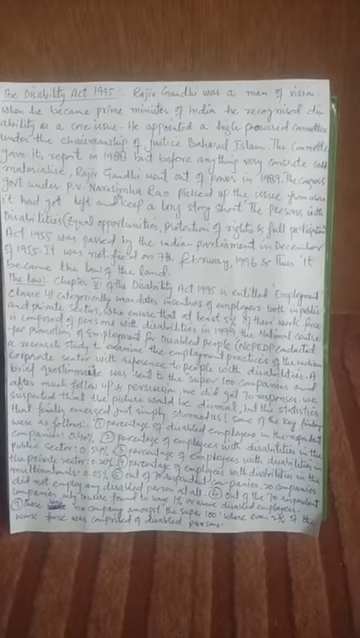 The Disability Act 1995 : Rajiv Gandhi was a man of vision.
When he became prime minister of India he recognised dis
ability as a core issue. He appointed a high powered committee
under the chairmanship of Justice Baharul Islam. The Committee
gave its report in 1988 but before anything very concrete could
materialise, Rajiv Gandhi went out of power in 1989. The congress
govt under P.V. Narasimha Rao picked up the issue from where
it had got left and keep a long story short! The Persons with
Disabilities (Equal opportunities, Protection of rights & full participation
Act 1955 was passed by the indian parliament in December
of 1955. It was on 7th february, 1996 & Thus it
became the law of the land.
The law: Chapter VI of the Disability Act 1995 is entitled 'Employment
clause 41 categorically mandates incentives of employers both in public
and private sectors, to ensure that at least 5% of their work force
is comprised of persons with disabilities in 1999, the National Centre
for promotion of Employment for Disabled people (NCPEDP) conducted
a research study to examine the employment practices of the indian
corporate sector with reference to people with disabilities. A
brief questionnaire was sent to the super 100 companies and
after much follow up & persuasion we did get 70 responses. we
suspected that the picture would be dismal, but the statistics
that finally emerged just simply stunned us! Some of the key findings
were as follows: ① percentage of disabled employees in the respondent
companies: 0.40%. ② percentage of employees with disabilities in the
Public Sector: 0.54% ③ percentage of employees with disabilities in
the private sector: 0.28% ④ percentage of employees with disabilities in the
multinationals: 0.05% ⑤ out of 70 respondent companies, 20 companies
did not employ any disabled person at all. ⑥ out of the 70 respondent
companies only were found to have 1% or above disabled employees.
⑦ there no company amongst the super 100 where even 2% of the
work force was comprised of disabled persons.